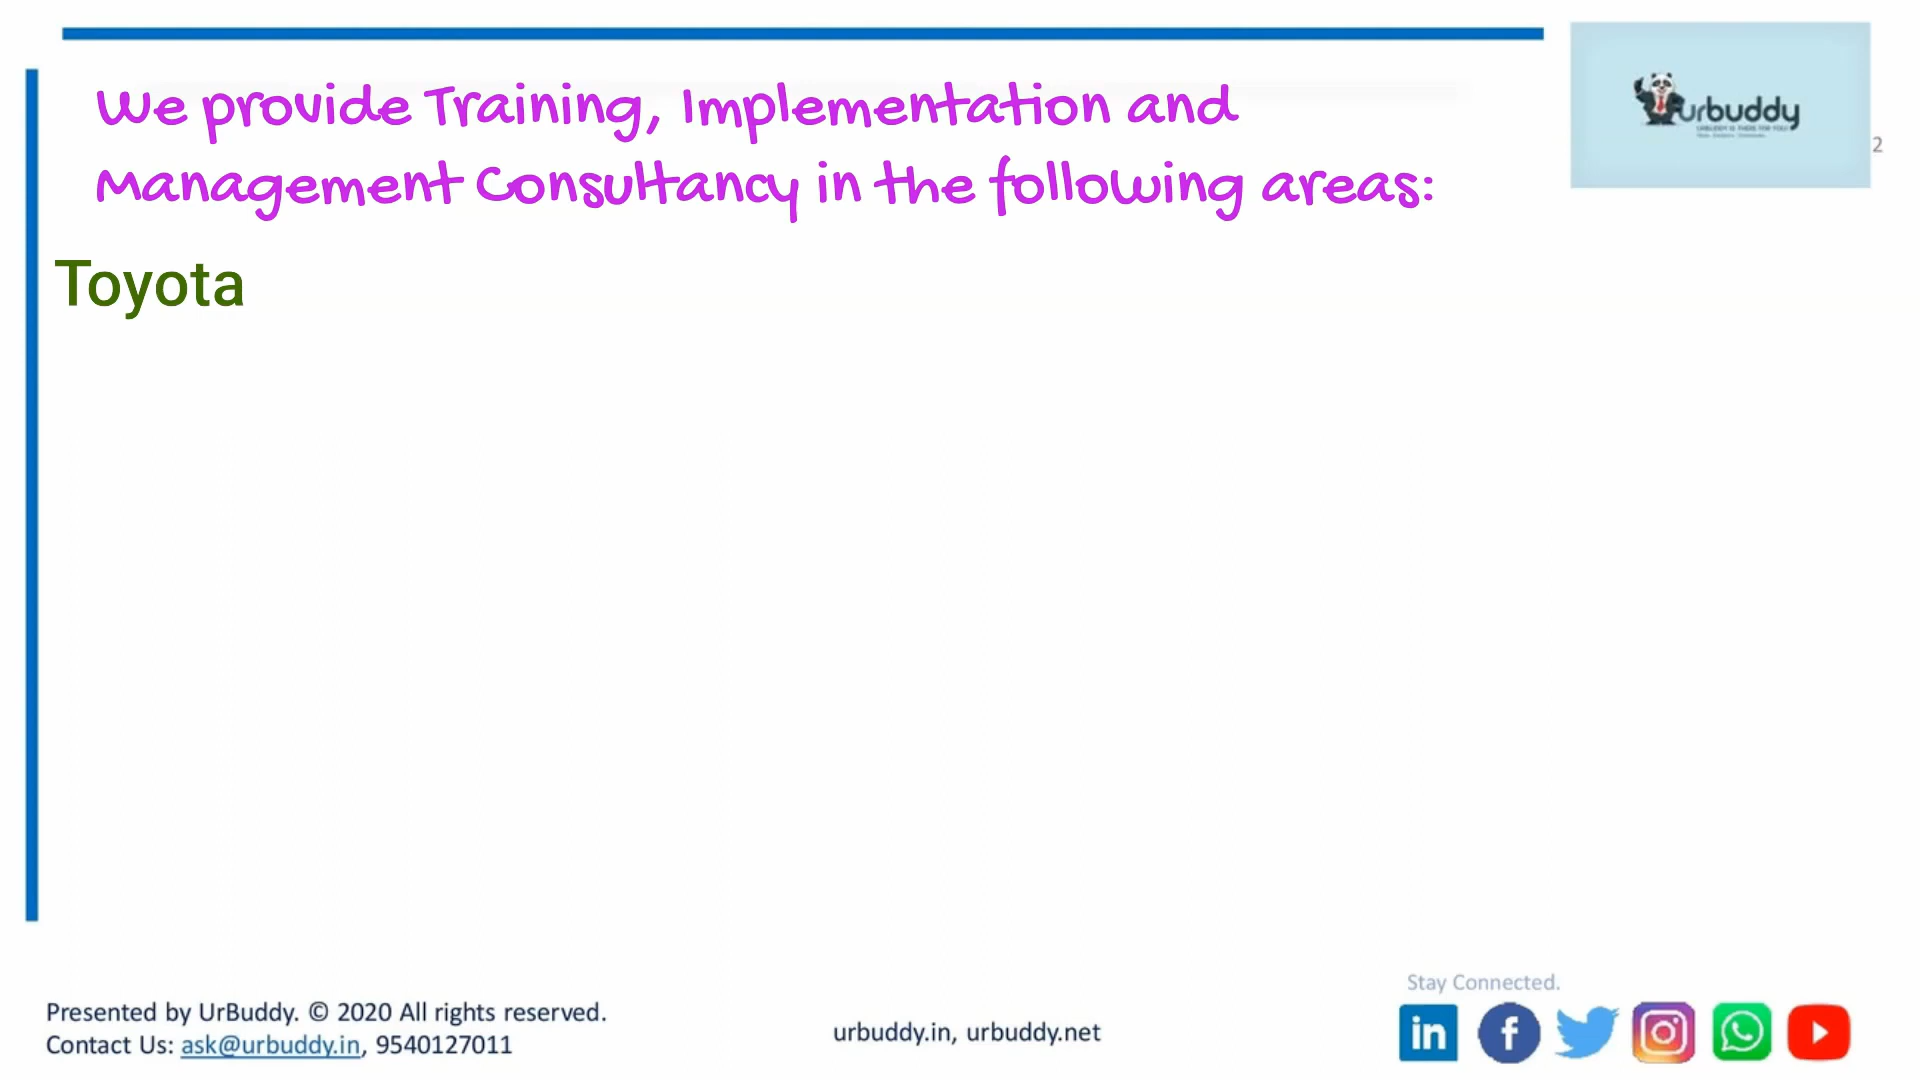 We provide Training, Implementation and
Management Consultancy in the following areas:
urbuddy
2
Toyota
Stay Connected.
Presented by UrBuddy. © 2020 All rights reserved.
Contact Us: ask@urbuddy.in, 9540127011
urbuddy.in, urbuddy.net